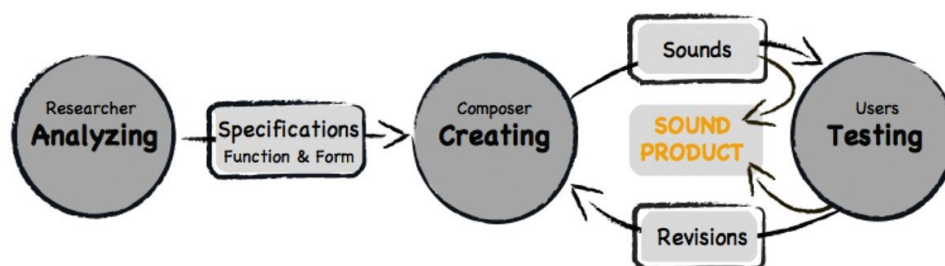 Researcher
Analyzing
Specifications
Function & Form
Composer
Creating
Sounds
SOUND
PRODUCT
Revisions
Users
Testing